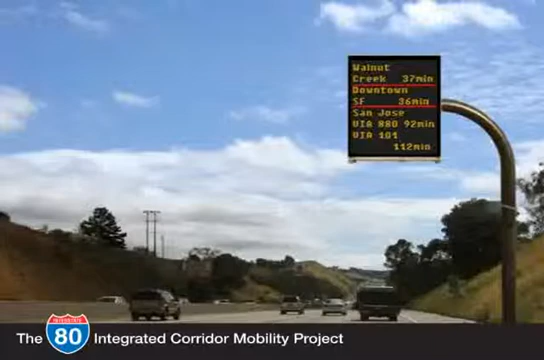 Walnut
Creek 37min
Downtown
SF 36min
San Jose
VIA 880 92min
VIA 101
112min
The INTERSTATE 80 Integrated Corridor Mobility Project